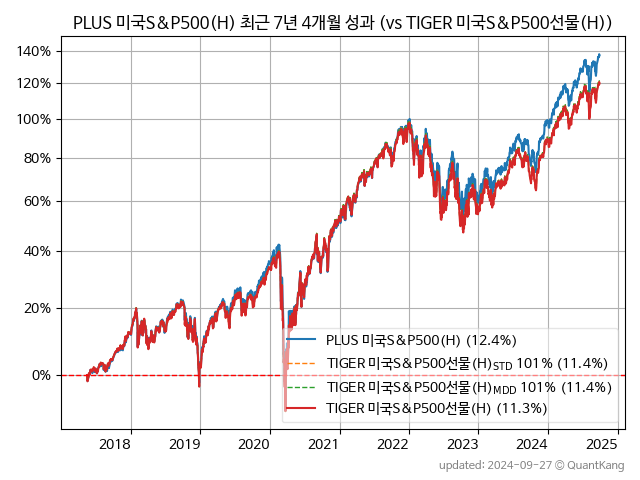 PLUS 미국S&P500(H) 최근 7년 4개월 성과 (vs TIGER 미국S&P500선물(H))
140%
120%
100%
80%
60%
40%
20%
0%
PLUS 미국S&P500(H) (12.4%)
TIGER 미국S&P500선물(H)STD 101% (11.4%)
TIGER 미국S&P500선물(H)MDD 101% (11.4%)
TIGER 미국S&P500선물(H) (11.3%)
2018 2019 2020 2021 2022 2023 2024 2025
updated: 2024-09-27 © QuantKang